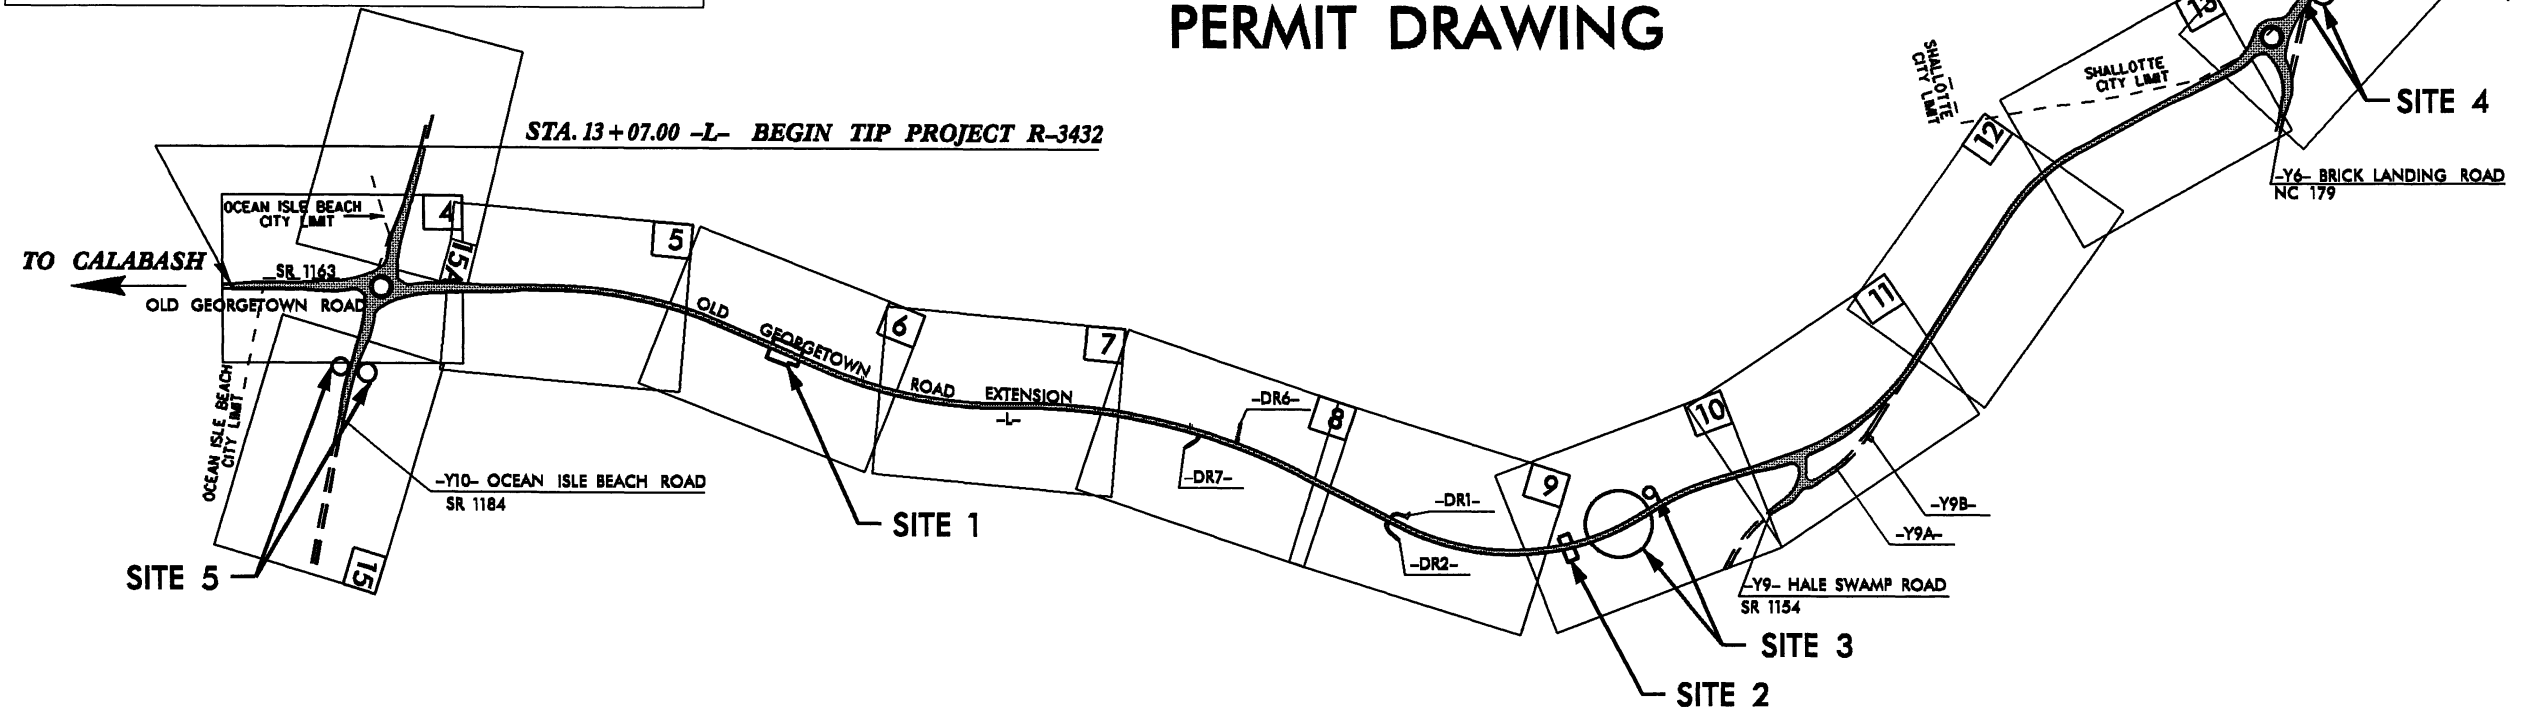 PERMIT DRAWING
13
SHALLOTTE
CITY LIMIT
SHALLOTTE
CITY LIMIT
SITE 4
STA. 13+07.00 -L- BEGIN TIP PROJECT R-3432
12
-Y6- BRICK LANDING ROAD
NC 179
OCEAN ISLE BEACH
CITY LIMIT
4
5
15A
TO CALABASH
SR 1163
OLD GEORGETOWN ROAD
OLD GEORGETOWN ROAD EXTENSION
-L-
6
7
11
OCEAN ISLE BEACH
CITY LIMIT
-DR6-
8
10
-Y10- OCEAN ISLE BEACH ROAD
SR 1184
-DR7-
9
-DR1-
-Y9B-
SITE 1
-Y9A-
-DR2-
15
SITE 5
-Y9- HALE SWAMP ROAD
SR 1154
SITE 3
SITE 2